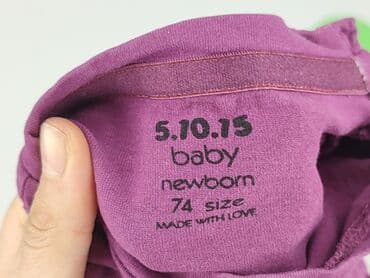 5.10.15
baby
newborn
74 size
MADE WITH LOVE